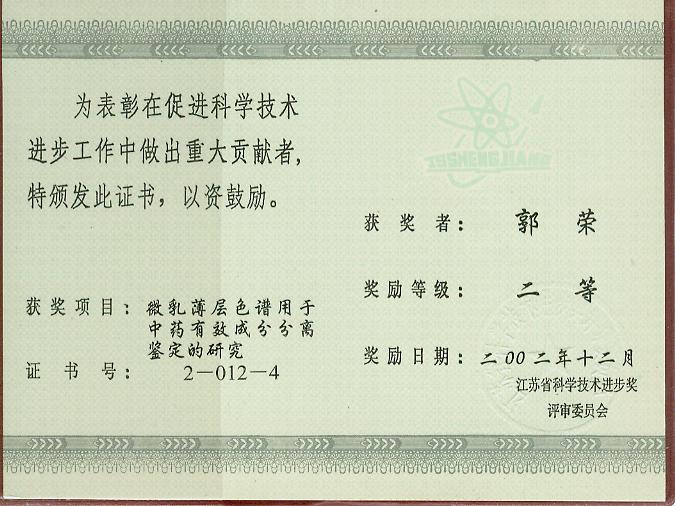 为表彰在促进科学技术
进步工作中做出重大贡献者,
特颁发此证书，以资鼓励。
获奖项目：微乳薄层色谱用于
中药有效成分分离
鉴定的研究
证书号：2—012—4
获奖者：郭荣
奖励等级：二等
奖励日期：二00二年十二月
江苏省科学技术进步奖
评审委员会